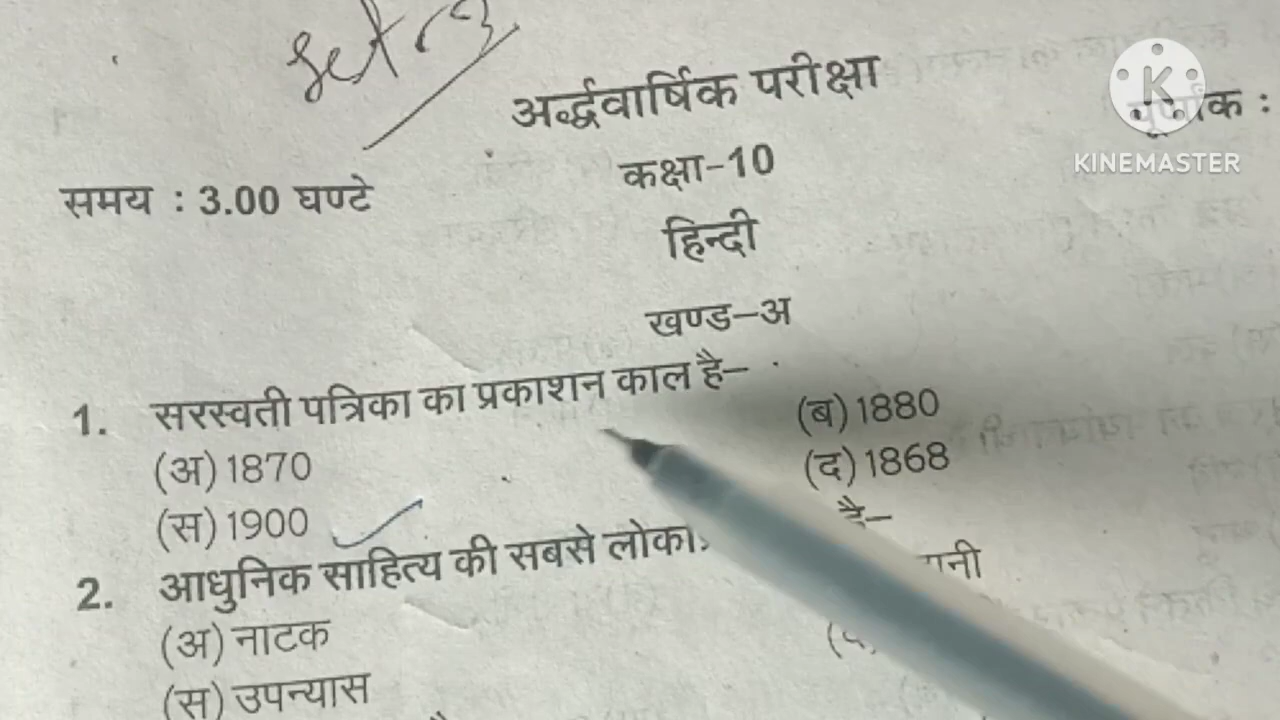 Set
अर्द्धवार्षिक परीक्षा
K
KINEMASTER
समय : 3.00 घण्टे
कक्षा-10
हिन्दी
खण्ड-अ
1. सरस्वती पत्रिका का प्रकाशन काल है-
(अ) 1870 (ब) 1880
(स) 1900 (द) 1868
2. आधुनिक साहित्य की सबसे है-
(अ) नाटक
(स) उपन्यास